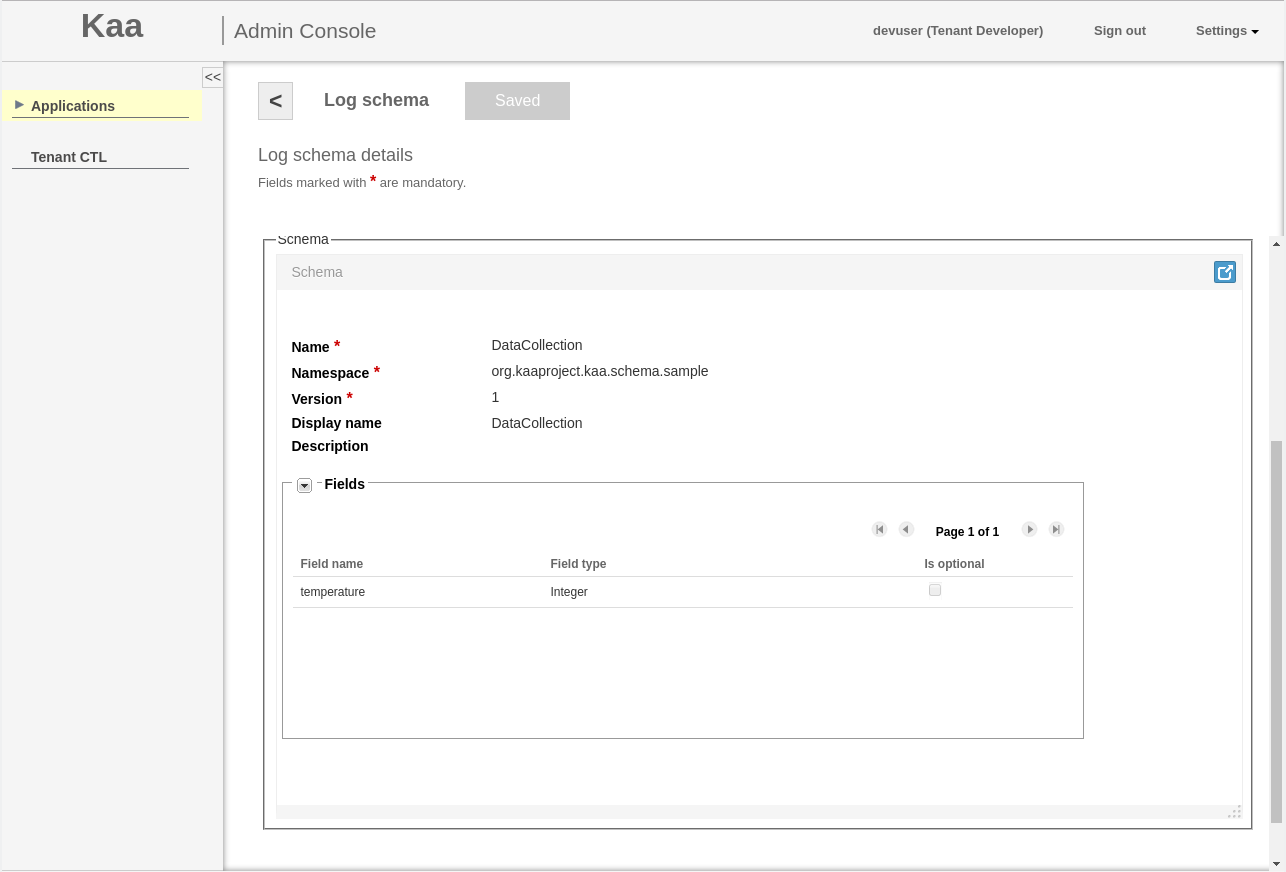 Kaa
Admin Console
devuser (Tenant Developer)
Sign out
Settings
<<
Applications
Tenant CTL
<
Log schema
Saved
Log schema details
Fields marked with * are mandatory.
Schema
Schema
Name * DataCollection
Namespace * org.kaaproject.kaa.schema.sample
Version * 1
Display name DataCollection
Description
Fields
Page 1 of 1
Field name Field type Is optional
temperature Integer